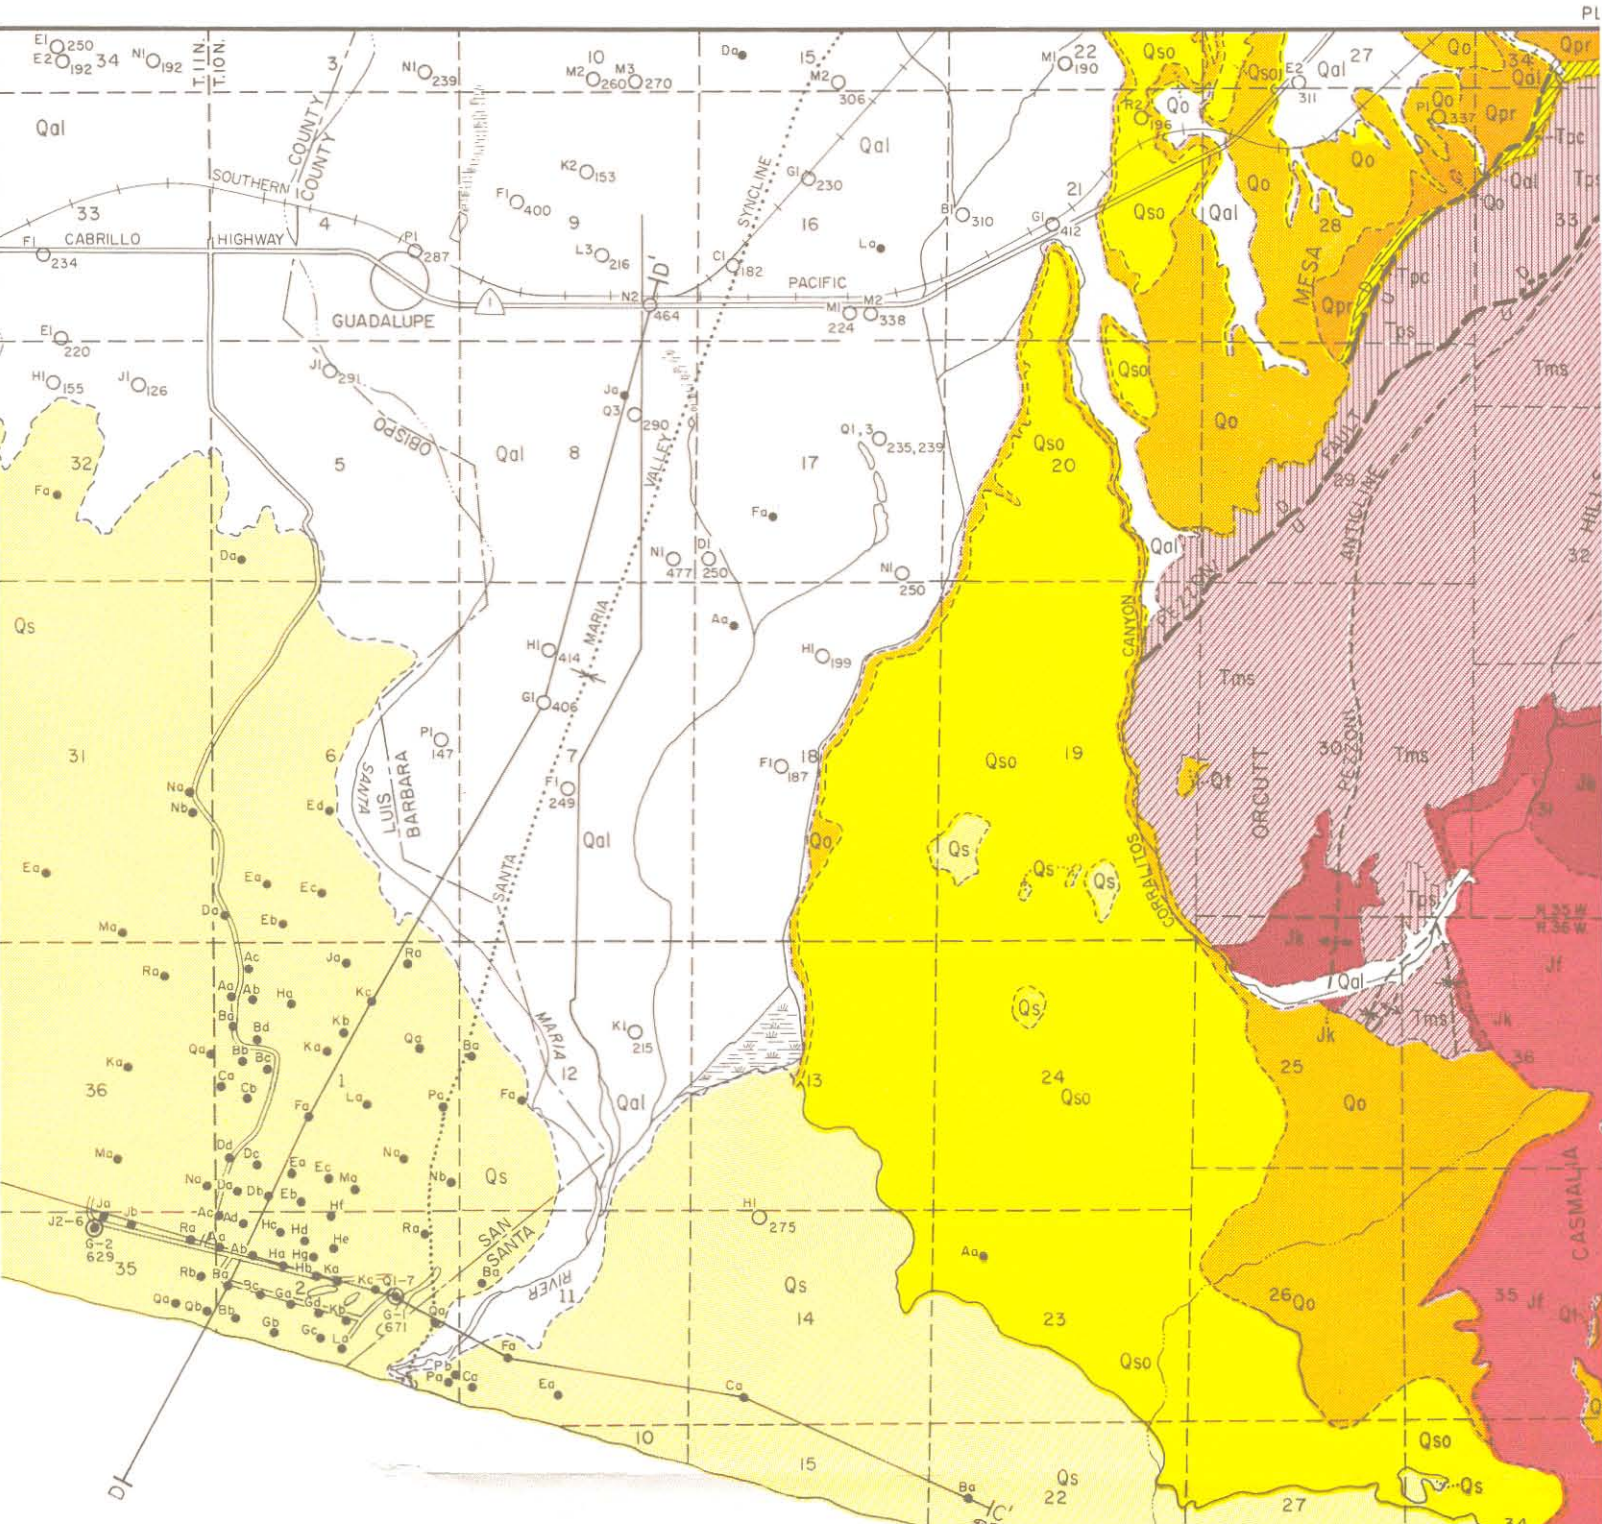 PL
E1 250
E2 192
34
N1 192
T.11N.
T.10N.
3
N1 239
10
M2 260
M3 270
Da
15
M2 306
M1 190
22
Qso
Qso
E2 311
Qal
27
Qo
34
Qal
Qpr
Qal
COUNTY
COUNTY
Qal
R2 196
Qo
P1 337
Qo
Qpr
Tpc
SOUTHERN
K2 153
F1 400
SYNCLINE
G1 230
21
Qo
Qo
Qal
Tps
33
4
9
16
B1 310
G1 412
Qso
Qal
28
Qo
33
F1 234
CABRILLO
HIGHWAY
P1 287
L3 216
C1 182
La
MESA
Tpc
D'
N2 464
PACIFIC
M1 224
M2 338
Qpr
D
U
Tps
D
U
1
GUADALUPE
E1 220
H1 155
J1 126
J1 291
Ja
Q3 290
Qso
Tms
OBISPO
Q1,3 235,239
Qo
FAULT
32
5
Qal
8
VALLEY
17
Qso
20
29
ANTICLINE
Fa
Fa
D
U
HILLS
Da
N1 477
D1 250
N1 250
Qal
32
Qs
MARIA
Aa
PEZZONI
H1 414
H1 199
CANYON
Tms
G1 406
31
6
P1 147
7
18
Qso
19
30
PEZZONI
Tms
SANTA
LUIS
BARBARA
F1 249
F1 187
Qt
ORCUTT
Na
Nb
Ed
Qal
Qo
31
Jk
Ea
Ea
Ec
SANTA
Qs
Qs
Qs
CORRALITOS
Tps
Da
Eb
R.35 W.
R.36 W.
Ma
Ra
Ac
Ja
Ra
Jk
Jf
Aa
Ab
Ha
Kc
Qs
Qal
Ba
Bd
Kb
MARIA
K1 215
Jk
Tms
Jk
Qa
Bb
Bc
Ka
Qa
Ba
36
Ka
Ca
Cb
1
La
Pa
Fa
12
13
24
25
36
Fa
Qal
Qso
Qo
Ma
Dd
Dc
Ea
Ec
Na
Na
Da
Db
Eb
Ma
Nb
Qs
CASMALIA
Ja
Jb
Ac
Ad
Hc
Hf
H1 275
J2-6
G-2
629
Ra
Aa
Ab
Hd
He
Ra
SAN
SANTA
Aa
35
Ha
Hg
Hb
Ka
Kc
Q1-7
Ba
Rb
Ba
Bc
2
Ga
Gd
Kb
G-1
671
RIVER
11
Qs
26
Qo
35
Jf
Qa
Qb
Bb
Gb
Gc
La
Qa
14
23
Qt
Fa
Qso
Pb
Pa
Ca
Ea
Ca
10
Qso
15
Qs
22
Ba
C'
Qs
27
34
D